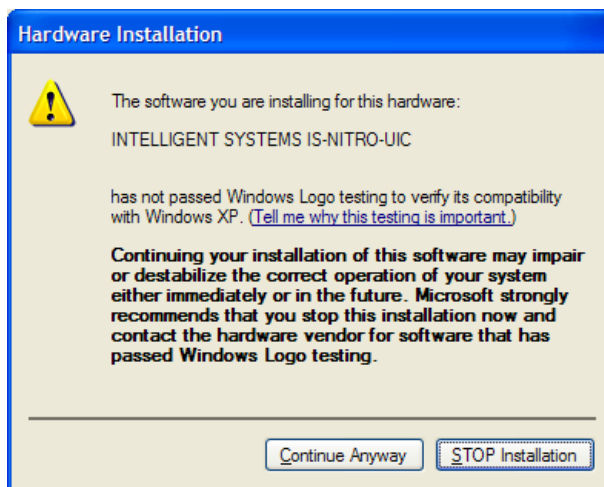 Hardware Installation
The software you are installing for this hardware:
INTELLIGENT SYSTEMS IS-NITRO-UIC
has not passed Windows Logo testing to verify its compatibility
with Windows XP. (Tell me why this testing is important.)
Continuing your installation of this software may impair
or destabilize the correct operation of your system
either immediately or in the future. Microsoft strongly
recommends that you stop this installation now and
contact the hardware vendor for software that has
passed Windows Logo testing.
Continue Anyway STOP Installation